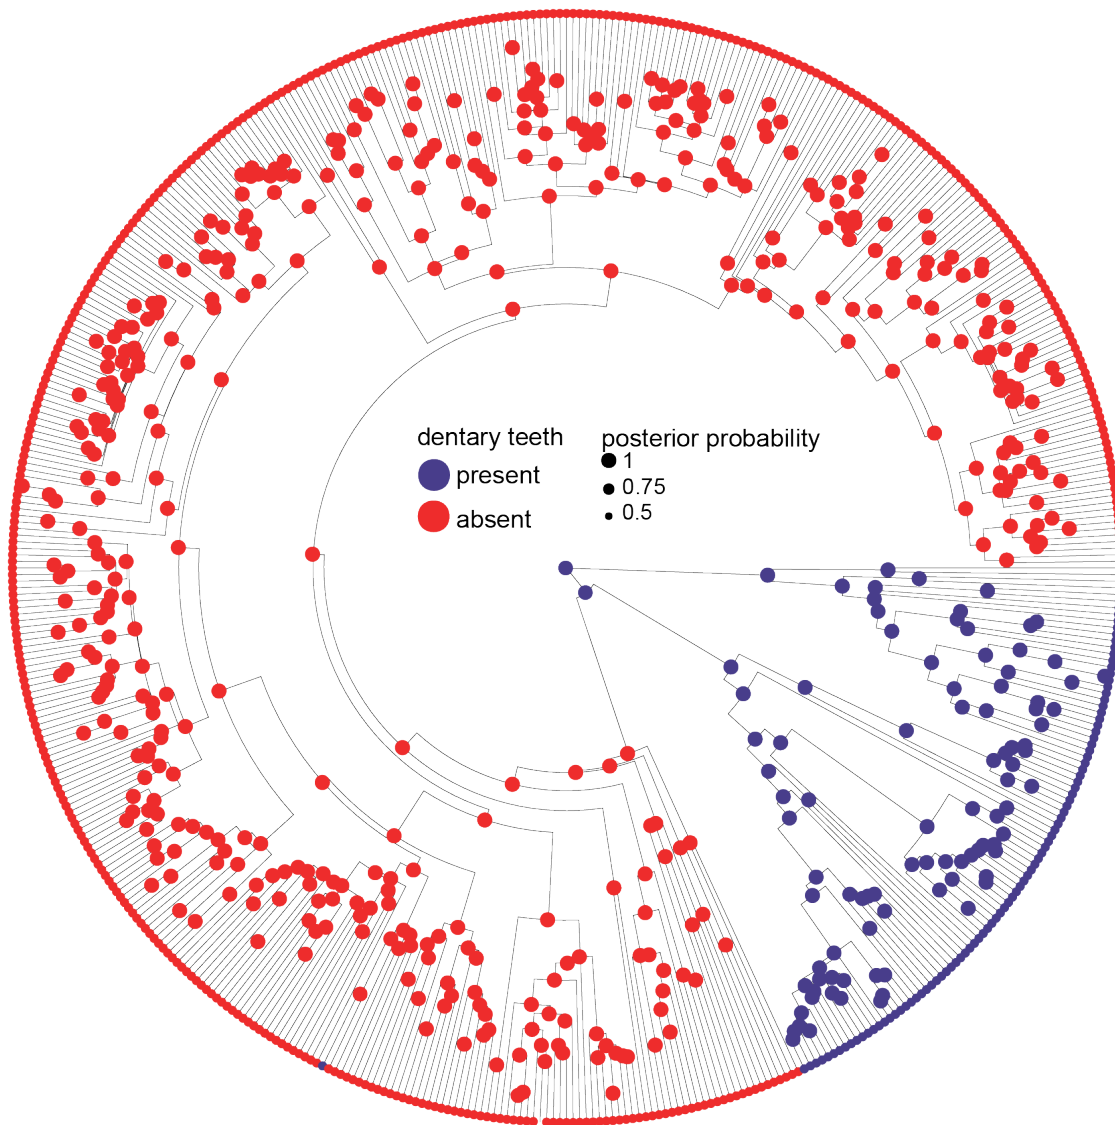 dentary teeth
present
absent
posterior probability
1
0.75
0.5